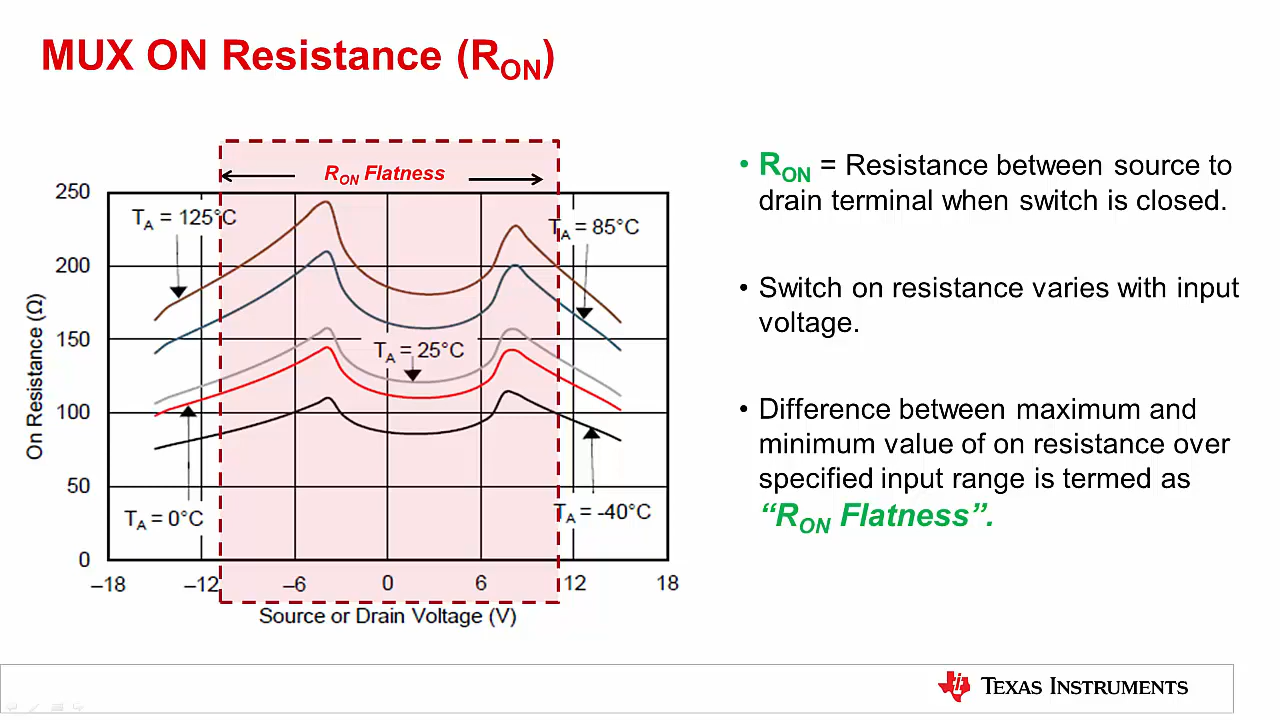 MUX ON Resistance (RON)
RON Flatness
250
200
150
100
50
0
TA = 125°C
TA = 85°C
TA = 25°C
TA = 0°C
TA = -40°C
On Resistance (Ω)
–18
–12
–6
0
6
12
18
Source or Drain Voltage (V)
• RON = Resistance between source to
drain terminal when switch is closed.
• Switch on resistance varies with input
voltage.
• Difference between maximum and
minimum value of on resistance over
specified input range is termed as
“RON Flatness”.
TEXAS INSTRUMENTS